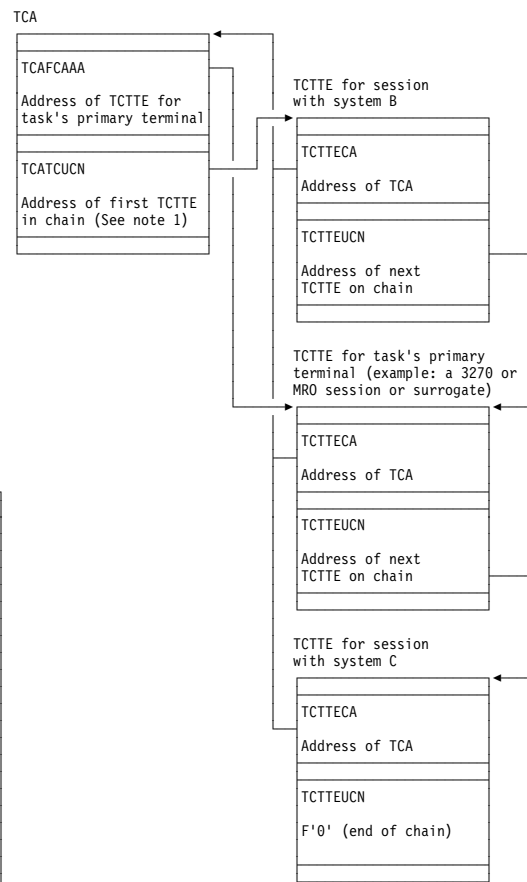 TCA
TCAFCAAA
Address of TCTTE for
task's primary terminal
TCATCUCN
Address of first TCTTE
in chain (See note 1)
TCTTE for session
with system B
TCTTECA
Address of TCA
TCTTEUCN
Address of next
TCTTE on chain
TCTTE for task's primary
terminal (example: a 3270 or
MRO session or surrogate)
TCTTECA
Address of TCA
TCTTEUCN
Address of next
TCTTE on chain
TCTTE for session
with system C
TCTTECA
Address of TCA
TCTTEUCN
F'0' (end of chain)